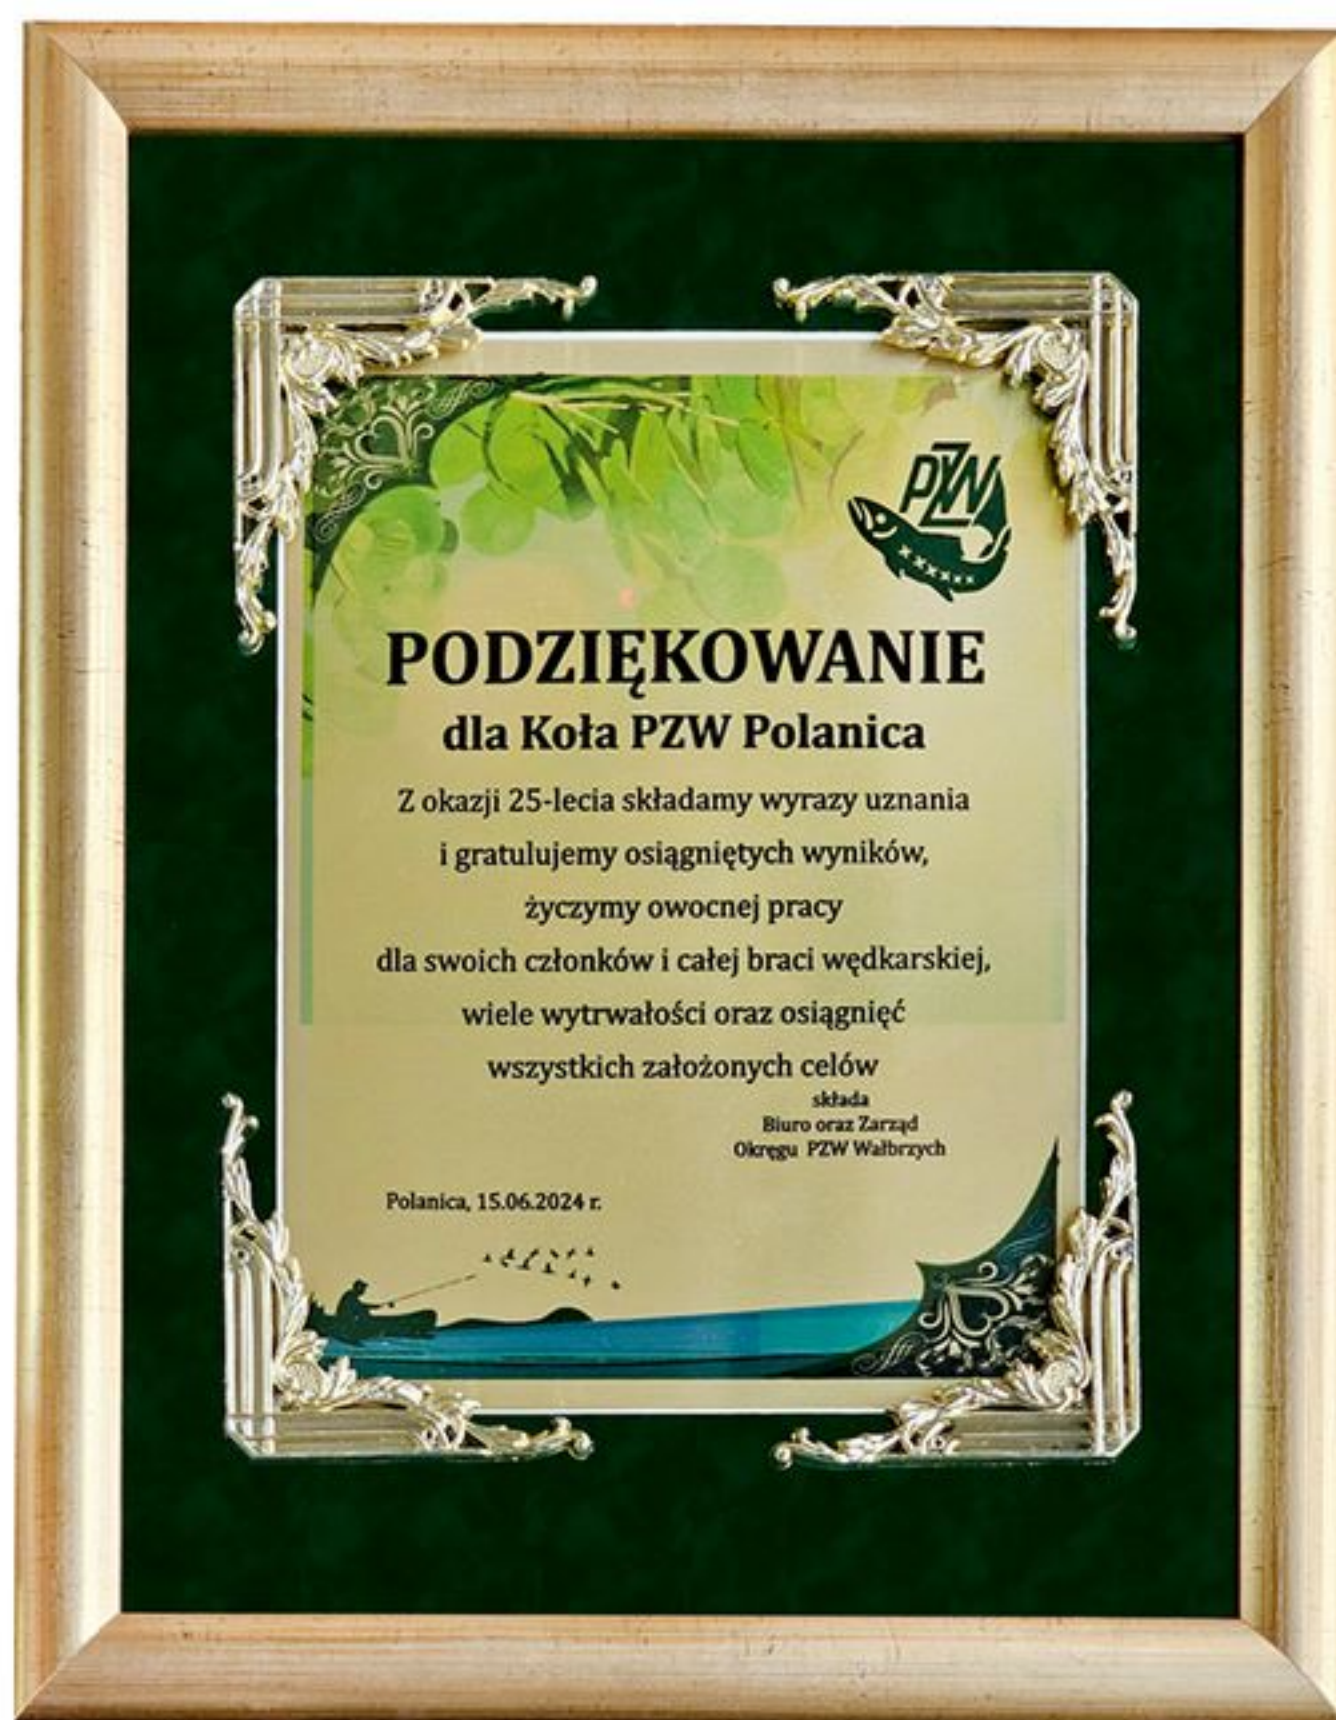 PZW
PODZIĘKOWANIE
dla Koła PZW Polanica
Z okazji 25-lecia składamy wyrazy uznania
i gratulujemy osiągniętych wyników,
życzymy owocnej pracy
dla swoich członków i całej braci wędkarskiej,
wiele wytrwałości oraz osiągnięć
wszystkich założonych celów
składa
Biuro oraz Zarząd
Okręgu PZW Wałbrzych
Polanica, 15.06.2024 r.